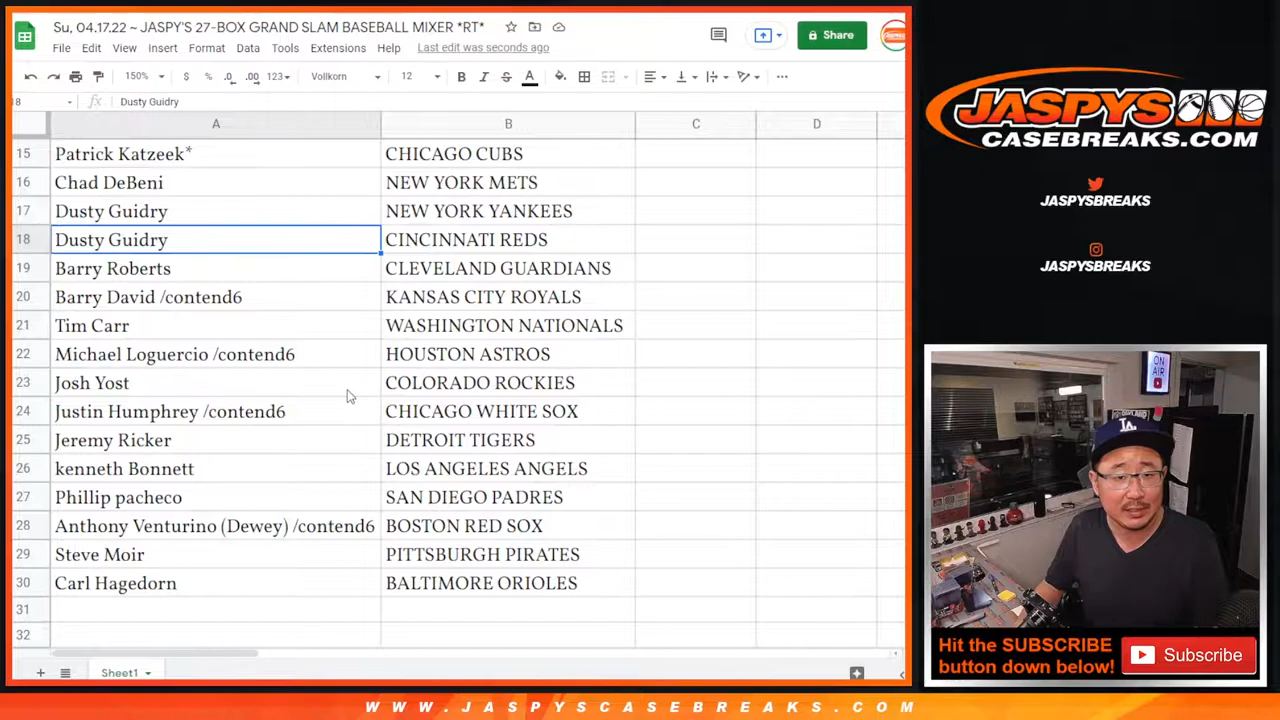 Su, 04.17.22 ~ JASPY'S 27-BOX GRAND SLAM BASEBALL MIXER *RT*
File Edit View Insert Format Data Tools Extensions Help Last edit was seconds ago
Share
150% $ % .0 .00 123 Vollkorn 12 B I S A
18 Dusty Guidry
A B C D
15 Patrick Katzeek* CHICAGO CUBS
16 Chad DeBeni NEW YORK METS
17 Dusty Guidry NEW YORK YANKEES
18 Dusty Guidry CINCINNATI REDS
19 Barry Roberts CLEVELAND GUARDIANS
20 Barry David /contend6 KANSAS CITY ROYALS
21 Tim Carr WASHINGTON NATIONALS
22 Michael Loguercio /contend6 HOUSTON ASTROS
23 Josh Yost COLORADO ROCKIES
24 Justin Humphrey /contend6 CHICAGO WHITE SOX
25 Jeremy Ricker DETROIT TIGERS
26 kenneth Bonnett LOS ANGELES ANGELS
27 Phillip pacheco SAN DIEGO PADRES
28 Anthony Venturino (Dewey) /contend6 BOSTON RED SOX
29 Steve Moir PITTSBURGH PIRATES
30 Carl Hagedorn BALTIMORE ORIOLES
31
32
Sheet1
JASPYS
CASEBREAKS.COM
JASPYSBREAKS
JASPYSBREAKS
ON AIR
LA
Hit the SUBSCRIBE
button down below!
Subscribe
WWW.JASPYSCASEBREAKS.COM